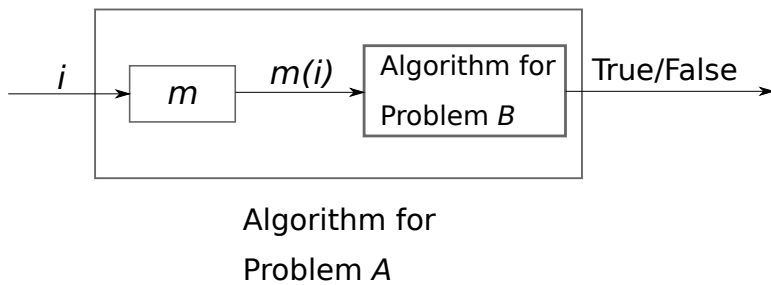 i
m
m(i)
Algorithm for
Problem B
True/False
Algorithm for
Problem A